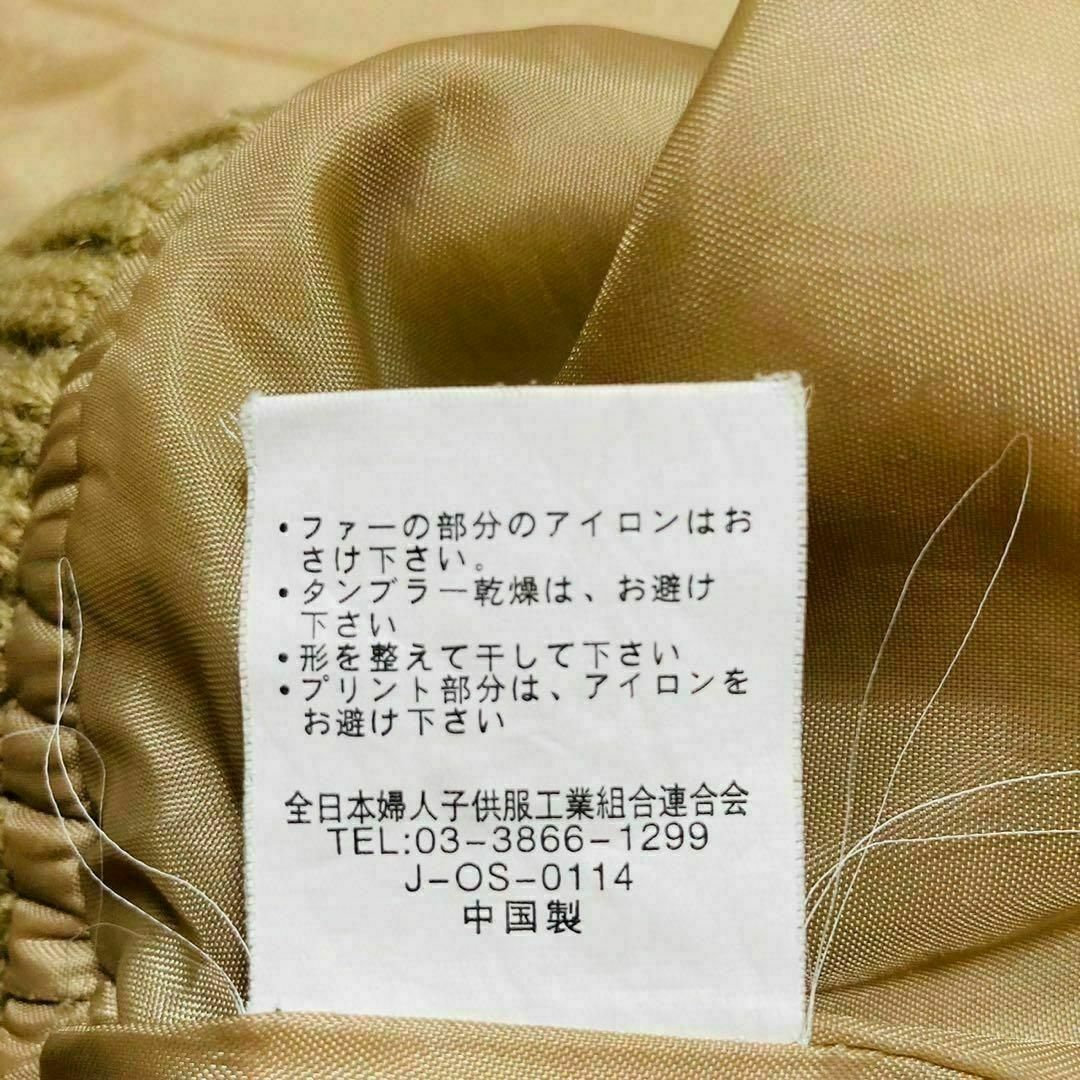 ・ファーの部分のアイロンはお
さけ下さい。
・タンブラー乾燥は、お避け
下さい
・形を整えて干して下さい
・プリント部分は、アイロンを
お避け下さい
全日本婦人子供服工業組合連合会
TEL:03-3866-1299
J-OS-0114
中国製